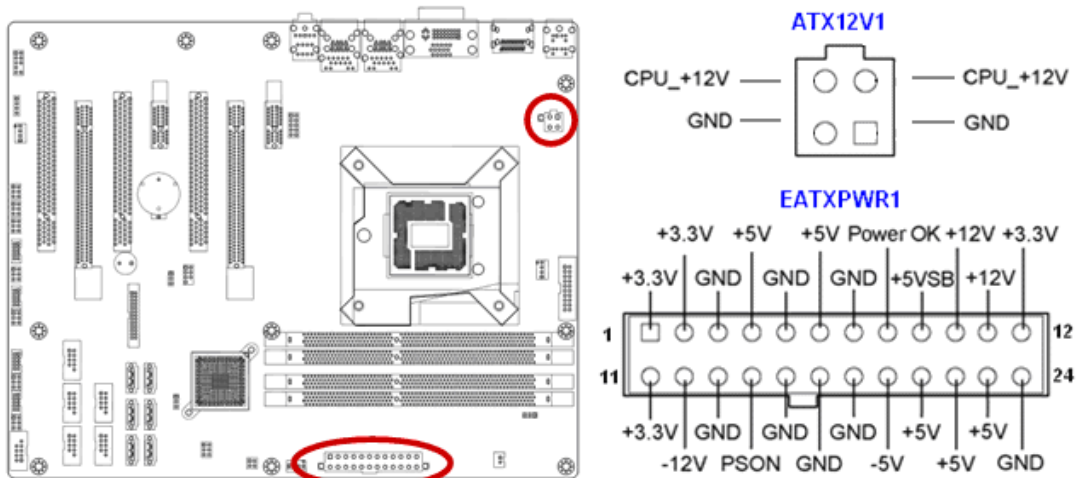 ATX12V1
CPU_+12V CPU_+12V
GND GND
EATXPWR1
+3.3V +5V +5V Power OK +12V +3.3V
+3.3V GND GND GND +5VSB +12V
1 12
11 24
+3.3V GND GND GND +5V +5V
-12V PSON GND -5V +5V GND